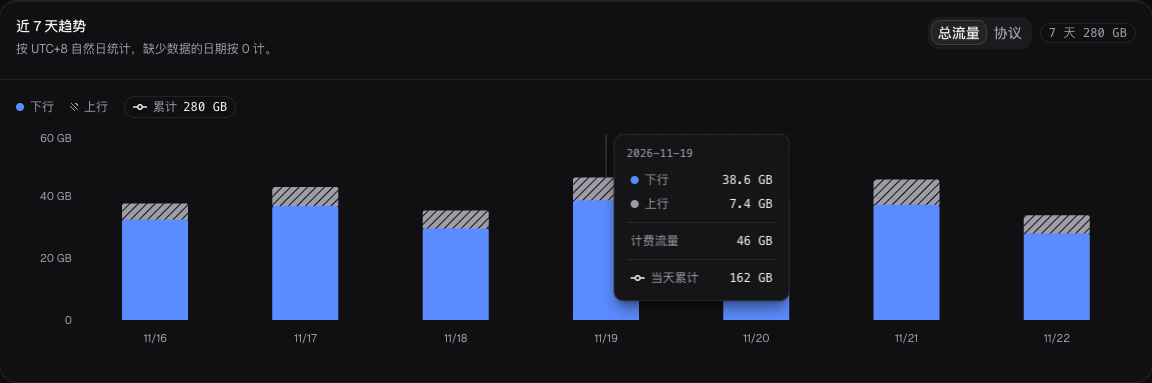 近 7 天趋势
按 UTC+8 自然日统计，缺少数据的日期按 0 计。
总流量 协议 7 天 280 GB
下行 上行 累计 280 GB
60 GB
40 GB
20 GB
0
2026-11-19
下行 38.6 GB
上行 7.4 GB
计费流量 46 GB
当天累计 162 GB
11/16 11/17 11/18 11/19 11/20 11/21 11/22